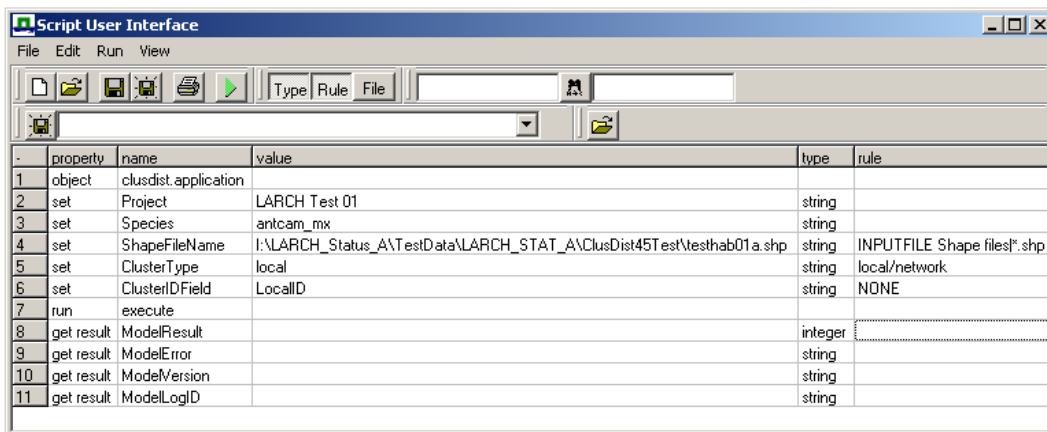 Script User Interface
File Edit Run View
Type Rule File
- property name value type rule
1 object clusdist.application
2 set Project LARCH Test 01 string
3 set Species antcam_mx string
4 set ShapeFileName I:\LARCH_Status_A\TestData\LARCH_STAT_A\ClusDist45Test\testhab01a.shp string INPUTFILE Shape files|*.shp
5 set ClusterType local string local/network
6 set ClusterIDField LocalID string NONE
7 run execute
8 get result ModelResult integer
9 get result ModelError string
10 get result ModelVersion string
11 get result ModelLogID string